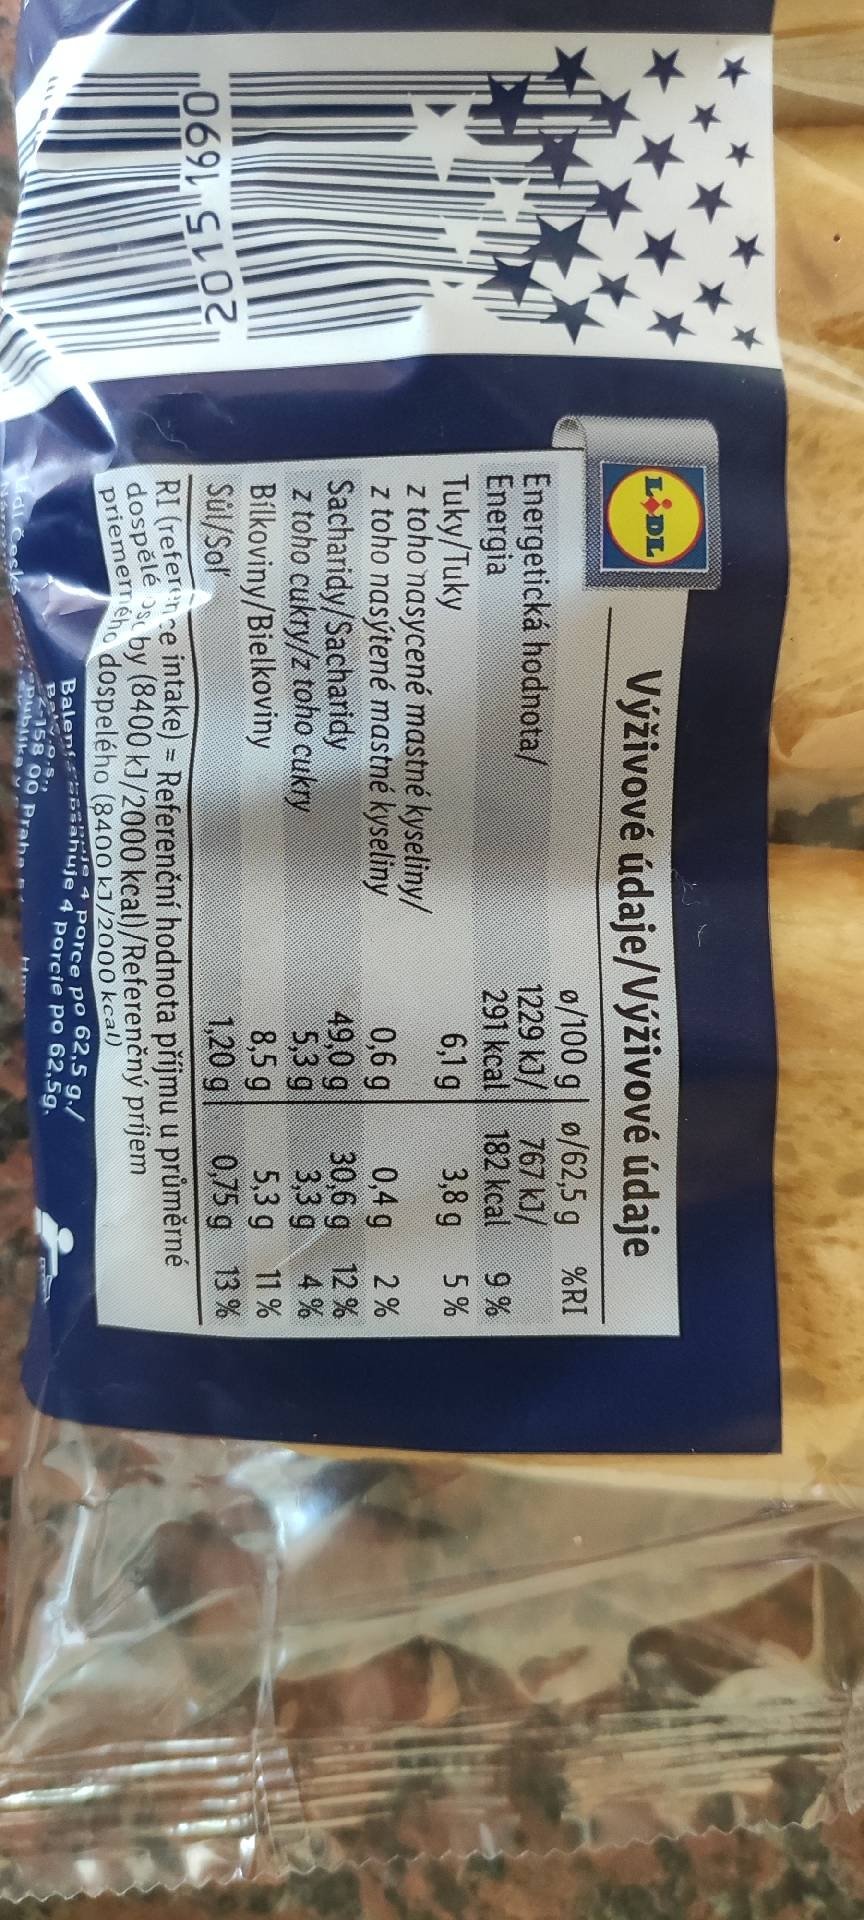 2015 1690
LIDL
Výživové údaje/Výživové údaje
ø/100 g ø/62,5 g %RI
Energetická hodnota/ 1229 kJ/ 767 kJ/
Energia 291 kcal 182 kcal 9 %
Tuky/Tuky 6,1 g 3,8 g 5 %
z toho nasycené mastné kyseliny/
z toho nasýtené mastné kyseliny 0,6 g 0,4 g 2 %
Sacharidy/Sacharidy 49,0 g 30,6 g 12 %
z toho cukry/z toho cukry 5,3 g 3,3 g 4 %
Bílkoviny/Bielkoviny 8,5 g 5,3 g 11 %
Sůl/Soľ 1,20 g 0,75 g 13 %
RI (reference intake) = Referenční hodnota příjmu u průměrné
dospělé osoby (8400 kJ/2000 kcal)/Referenčný príjem
priemerného dospelého (8400 kJ/2000 kcal)
4 porce po 62,5 g./
4 porcie po 62,5g.
158 00 Praha